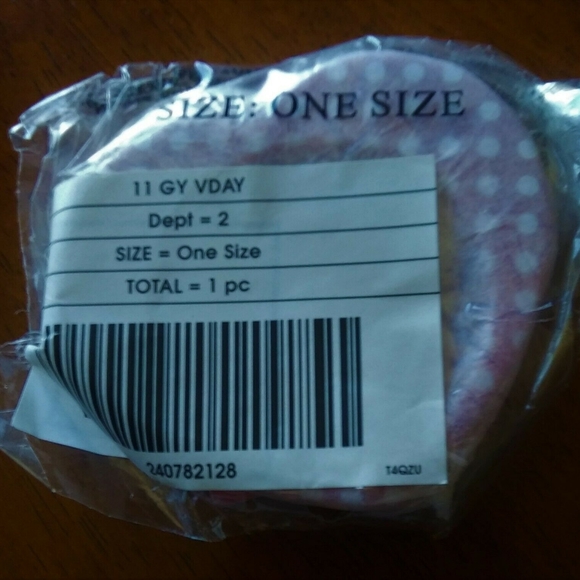 SIZE: ONE SIZE
11 GY VDAY
Dept = 2
SIZE = One Size
TOTAL = 1 pc
240782128
T4QZU